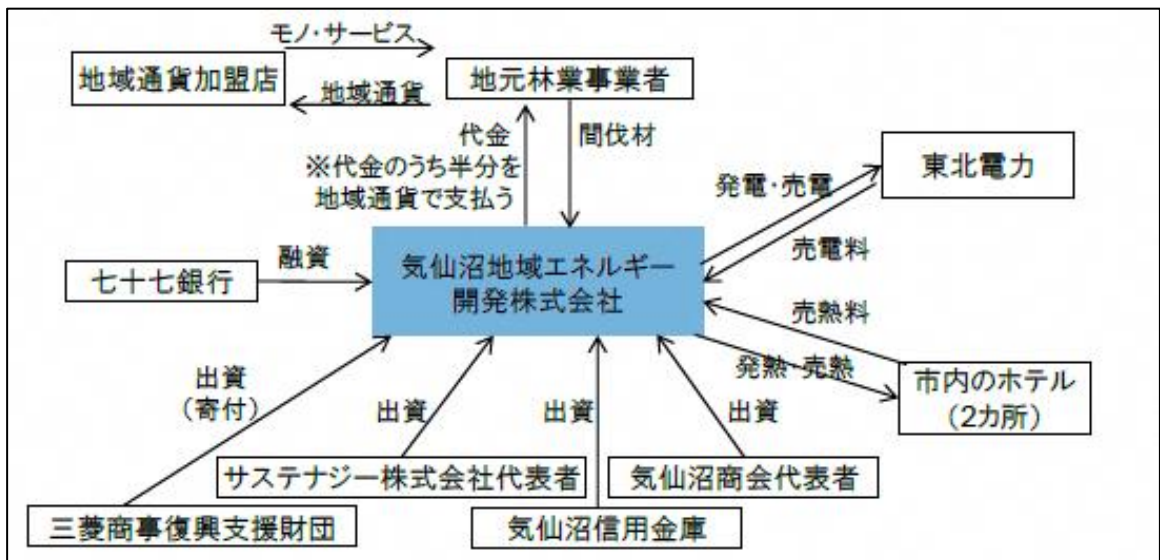 モノ・サービス
地域通貨加盟店
地元林業事業者
地域通貨
代金
※代金のうち半分を
地域通貨で支払う
間伐材
東北電力
発電・売電
売電料
七十七銀行
融資
気仙沼地域エネルギー
開発株式会社
売熱料
発熱・売熱
市内のホテル
（2カ所）
出資
（寄付）
出資
出資
出資
サステナジー株式会社代表者
気仙沼商会代表者
三菱商事復興支援財団
気仙沼信用金庫